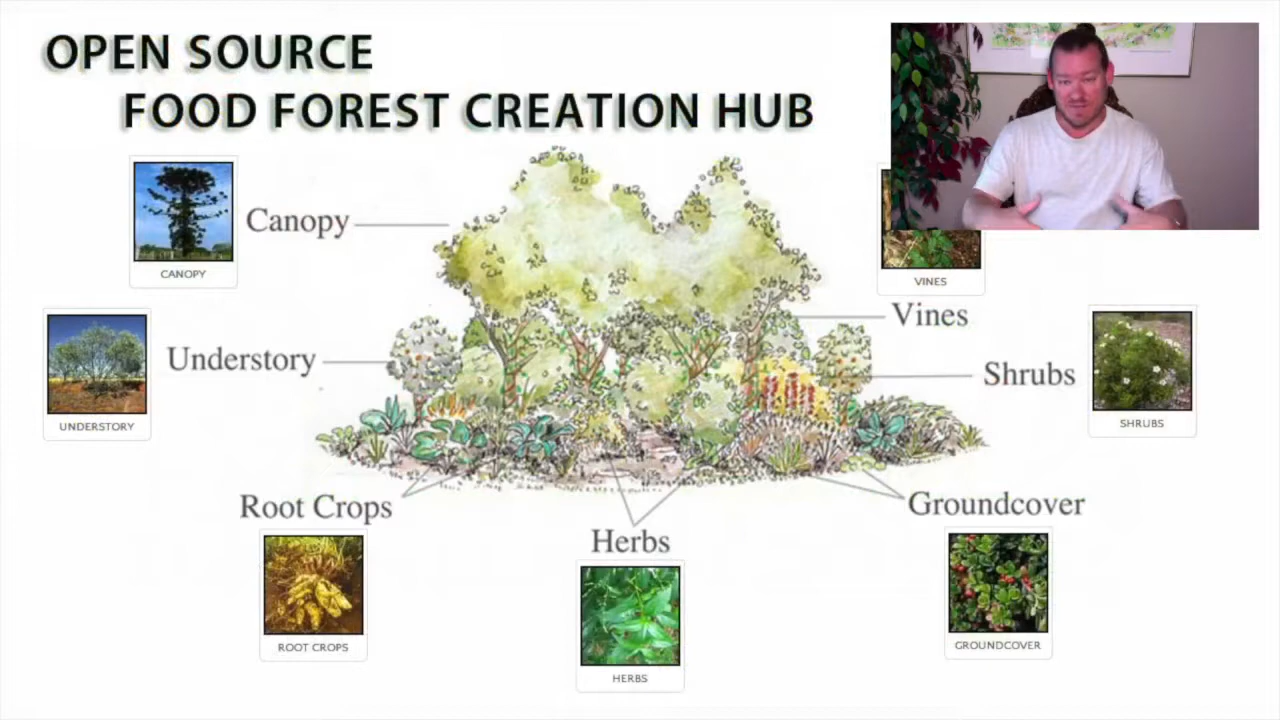 OPEN SOURCE
FOOD FOREST CREATION HUB
Canopy
CANOPY
VINES
Vines
Understory
UNDERSTORY
Shrubs
SHRUBS
Root Crops
ROOT CROPS
Herbs
HERBS
Groundcover
GROUNDCOVER